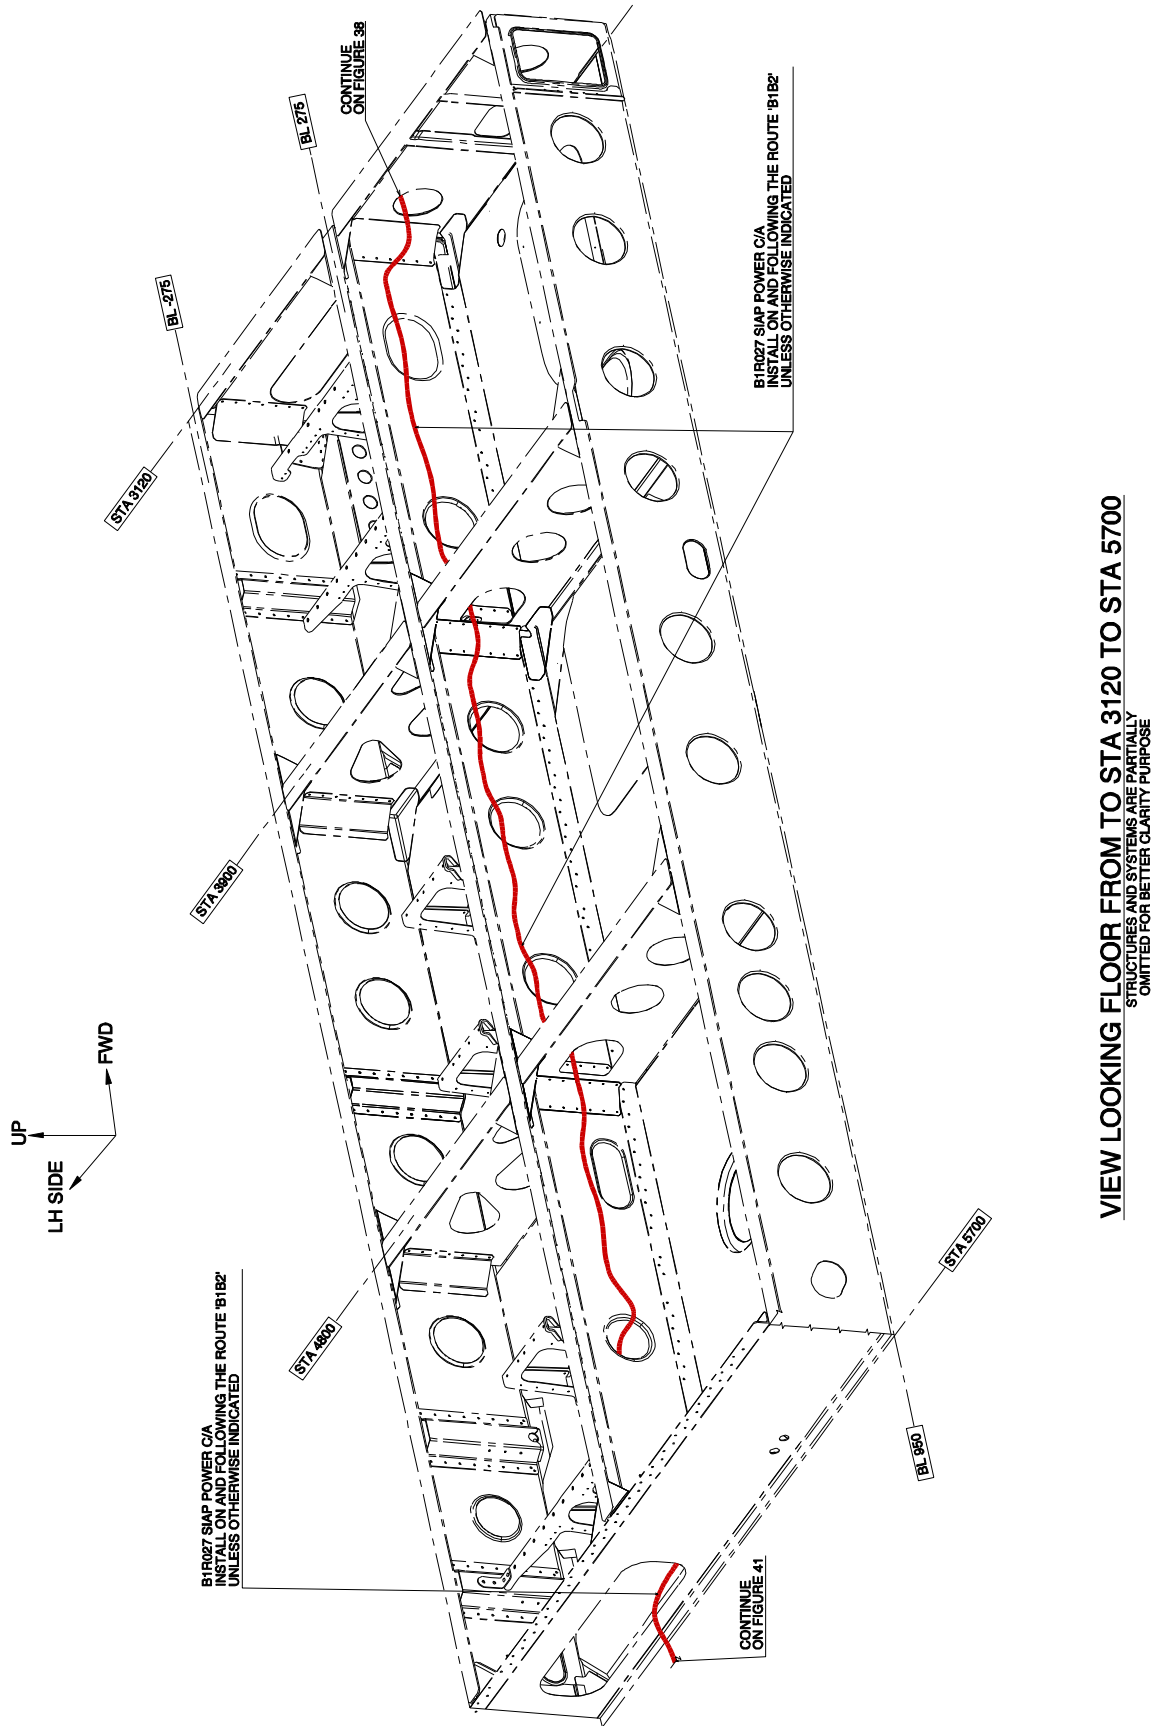 CONTINUE
ON FIGURE 38
BL 275
BL -275
STA 3120
B1R027 SIAP POWER C/A
INSTALL ON AND FOLLOWING THE ROUTE 'B1B2'
UNLESS OTHERWISE INDICATED
STA 3900
UP
FWD
LH SIDE
STA 4800
B1R027 SIAP POWER C/A
INSTALL ON AND FOLLOWING THE ROUTE 'B1B2'
UNLESS OTHERWISE INDICATED
STA 5700
BL 950
CONTINUE
ON FIGURE 41
VIEW LOOKING FLOOR FROM TO STA 3120 TO STA 5700
STRUCTURES AND SYSTEMS ARE PARTIALLY
OMITTED FOR BETTER CLARITY PURPOSE